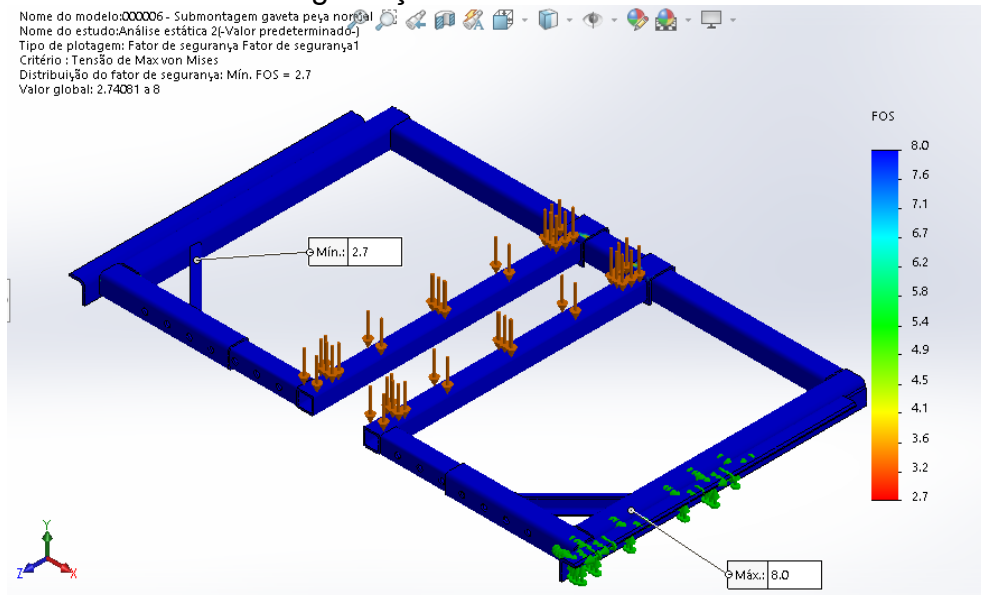 Nome do modelo:000006 - Submontagem gaveta peça normal
Nome do estudo:Análise estática 2(-Valor predeterminado-)
Tipo de plotagem: Fator de segurança Fator de segurança1
Critério : Tensão de Max von Mises
Distribuição do fator de segurança: Mín. FOS = 2.7
Valor global: 2.74081 a 8
FOS
8.0
7.6
7.1
6.7
6.2
5.8
5.4
4.9
4.5
4.1
3.6
3.2
2.7
Mín.: 2.7
Máx.: 8.0
Y
Z
X